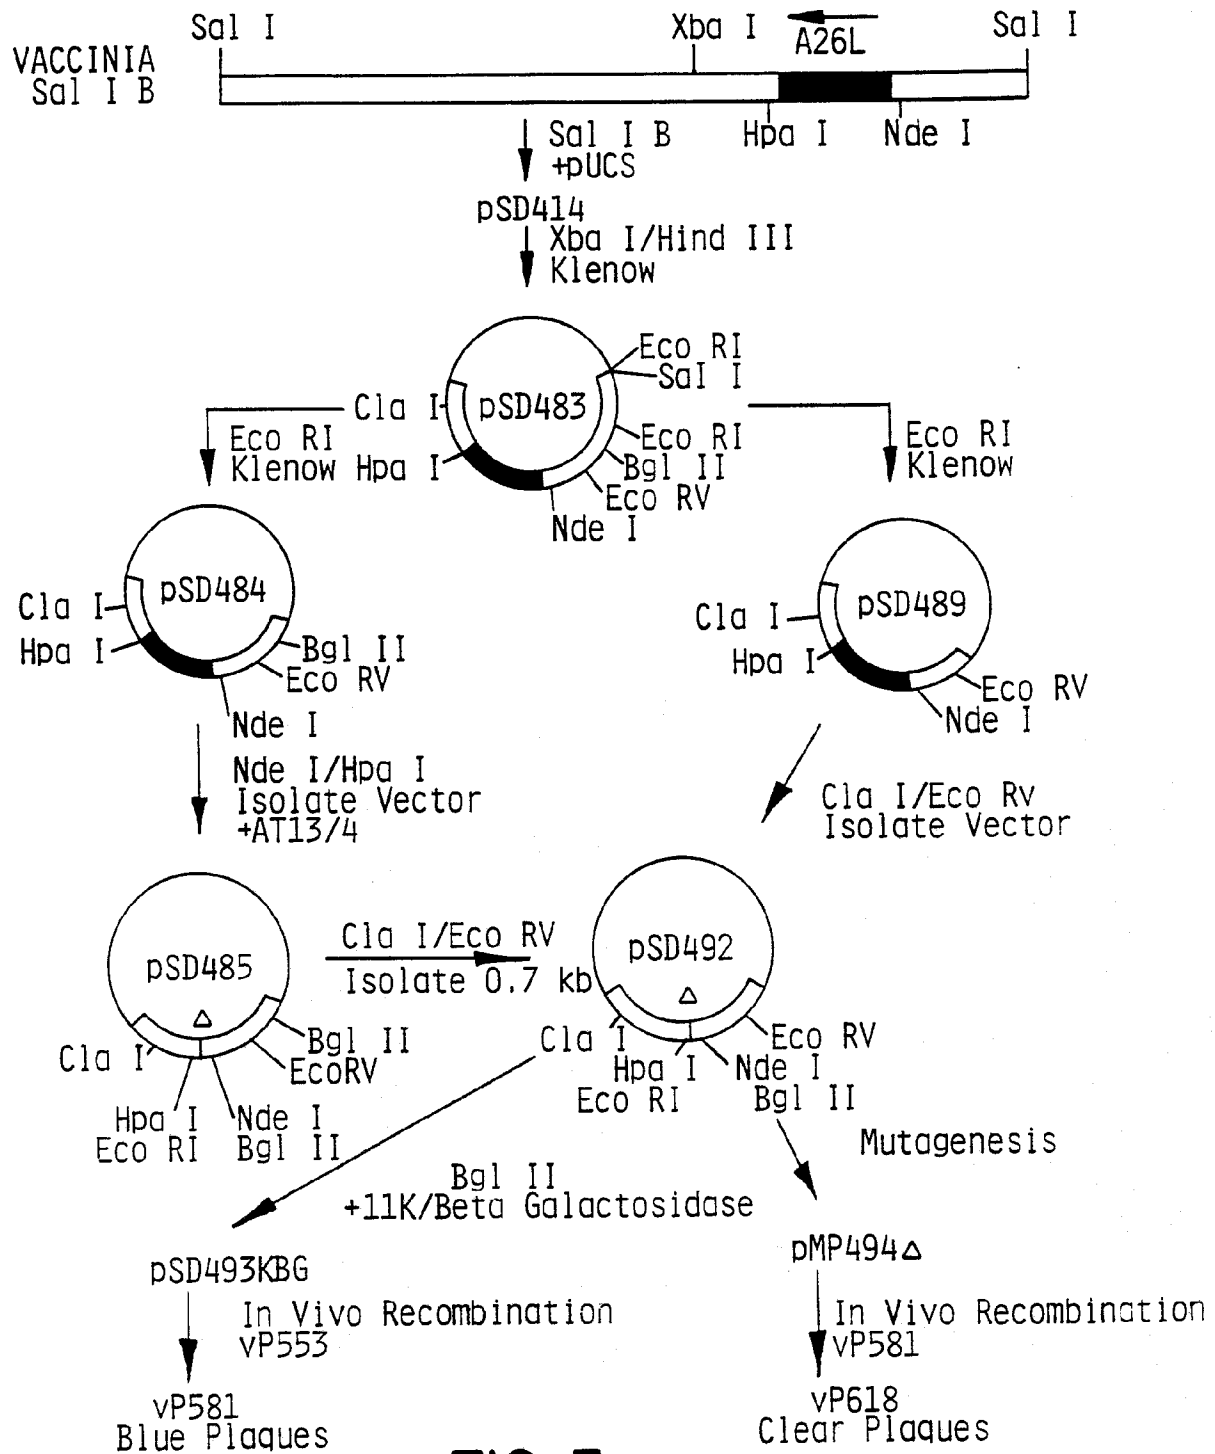 Sal I
Xba I
A26L
Sal I
VACCINIA
Sal I B
Hpa I
Nde I
Sal I B
+pUCS
pSD414
Xba I/Hind III
Klenow
Eco RI
Sal I
Cla I
pSD483
Eco RI
Klenow
Hpa I
Eco RI
Bgl II
Eco RV
Nde I
Eco RI
Klenow
pSD484
Cla I
Hpa I
Bgl II
Eco RV
Nde I
pSD489
Cla I
Hpa I
Eco RV
Nde I
Nde I/Hpa I
Isolate Vector
+AT13/4
Cla I/Eco Rv
Isolate Vector
pSD485
Δ
Cla I
Bgl II
EcoRV
Hpa I
Nde I
Eco RI
Bgl II
Cla I/Eco RV
Isolate 0.7 kb
pSD492
Δ
Cla I
Eco RV
Hpa I
Nde I
Eco RI
Bgl II
Mutagenesis
Bgl II
+11K/Beta Galactosidase
pSD493KBG
pMP494Δ
In Vivo Recombination
vP553
In Vivo Recombination
vP581
vP581
Blue Plaques
vP618
Clear Plaques